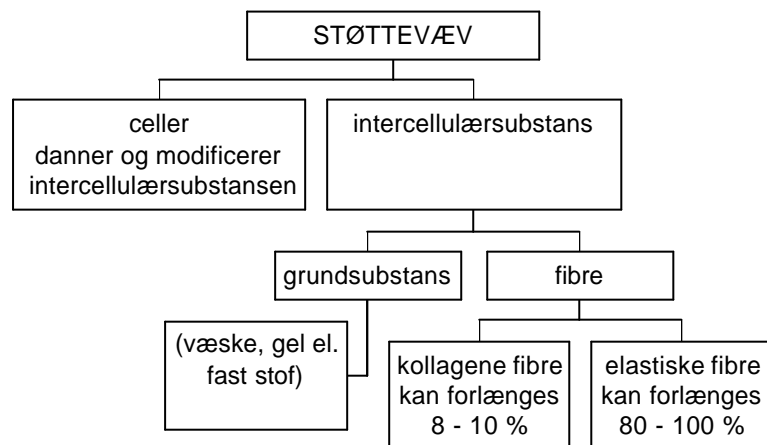 STØTTEVÆV
celler
danner og modificerer
intercellulærsubstansen
intercellulærsubstans
grundsubstans
fibre
(væske, gel el.
fast stof)
kollagene fibre
kan forlænges
8 - 10 %
elastiske fibre
kan forlænges
80 - 100 %